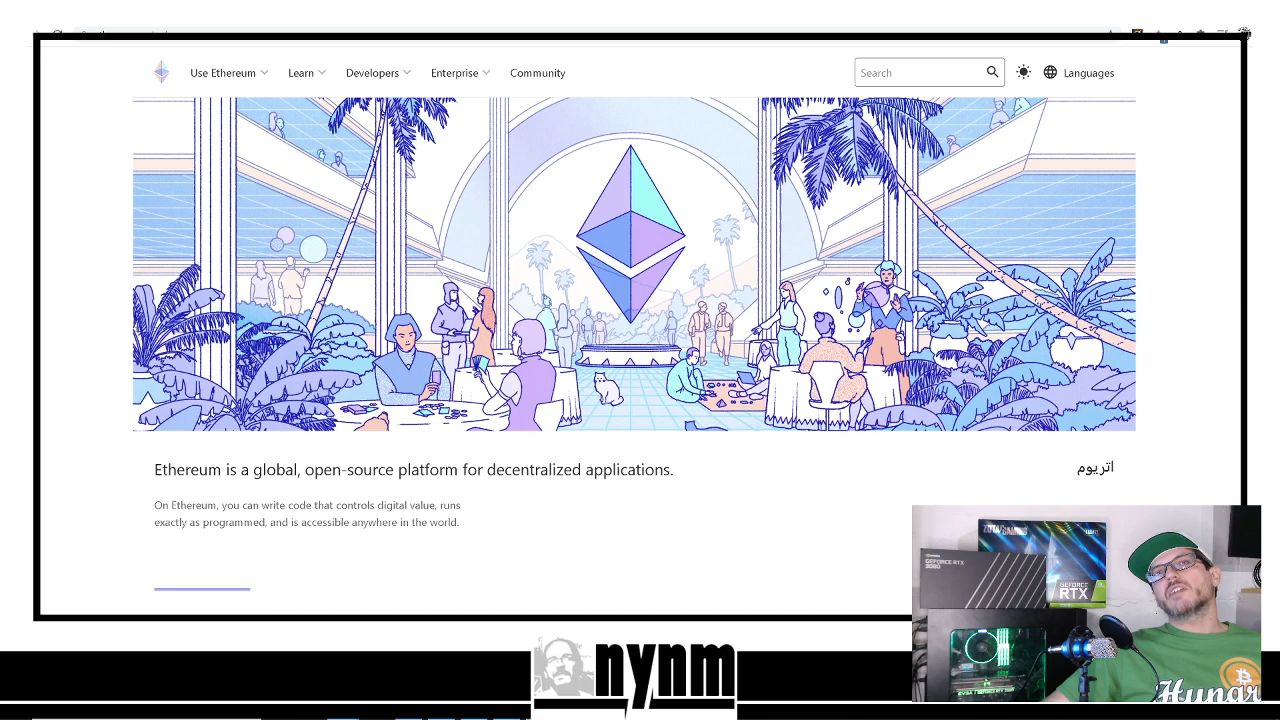 Use Ethereum Learn Developers Enterprise Community Search Languages
Ethereum is a global, open-source platform for decentralized applications.
اتریوم
On Ethereum, you can write code that controls digital value, runs
exactly as programmed, and is accessible anywhere in the world.
GEFORCE RTX
3080
GEFORCE
RTX
nynm